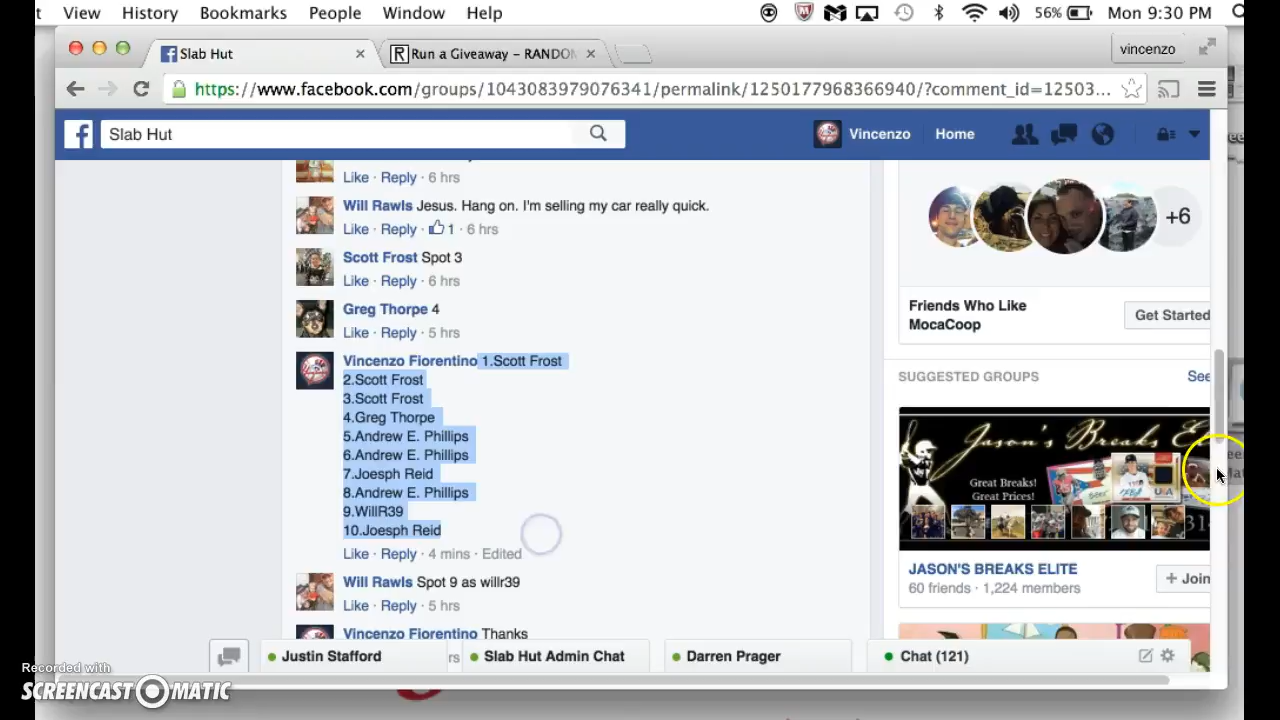 t View History Bookmarks People Window Help 56% Mon 9:30 PM
Slab Hut Run a Giveaway – RANDO vincenzo
https://www.facebook.com/groups/1043083979076341/permalink/1250177968366940/?comment_id=12503...
Slab Hut Vincenzo Home
Like · Reply · 6 hrs
Will Rawls Jesus. Hang on. I'm selling my car really quick.
Like · Reply · 1 · 6 hrs
Scott Frost Spot 3
Like · Reply · 6 hrs
Greg Thorpe 4
Like · Reply · 5 hrs
Vincenzo Fiorentino 1.Scott Frost
2.Scott Frost
3.Scott Frost
4.Greg Thorpe
5.Andrew E. Phillips
6.Andrew E. Phillips
7.Joesph Reid
8.Andrew E. Phillips
9.WillR39
10.Joesph Reid
Like · Reply · 4 mins · Edited
Will Rawls Spot 9 as willr39
Like · Reply · 5 hrs
Vincenzo Fiorentino Thanks
rs
+6
Friends Who Like
MocaCoop
Get Started
SUGGESTED GROUPS See
Jason's Breaks E
Great Breaks!
Great Prices!
JASON'S BREAKS ELITE
60 friends · 1,224 members
+ Join
Justin Stafford Slab Hut Admin Chat Darren Prager Chat (121)
Recorded with
SCREENCAST-O-MATIC